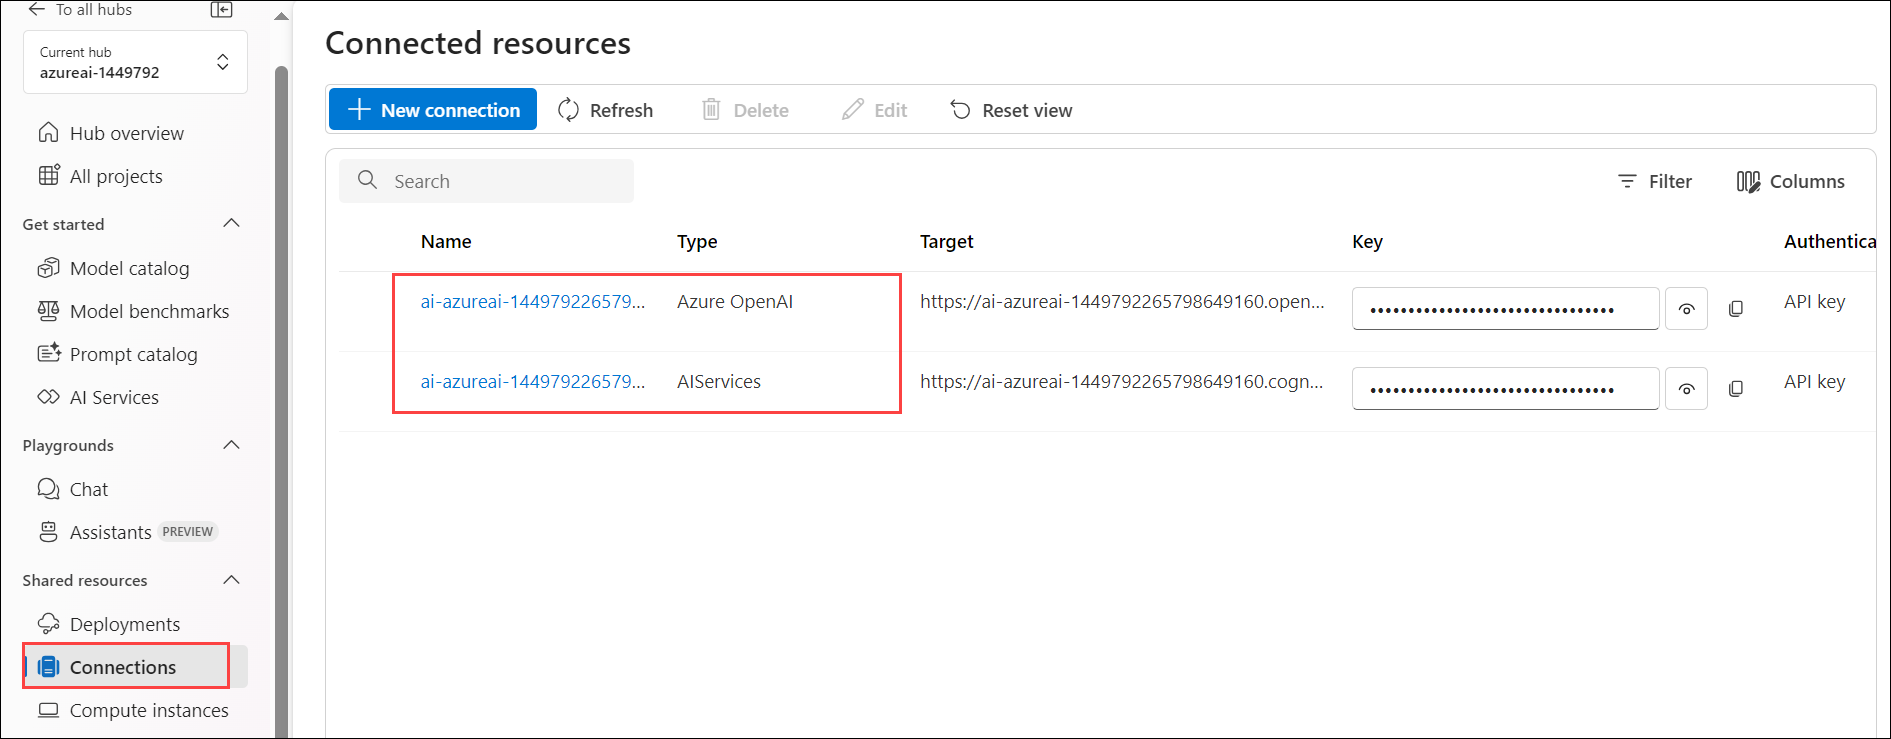 To all hubs
Current hub
azureai-1449792
Hub overview
All projects
Get started
Model catalog
Model benchmarks
Prompt catalog
AI Services
Playgrounds
Chat
Assistants PREVIEW
Shared resources
Deployments
Connections
Compute instances
Connected resources
New connection Refresh Delete Edit Reset view
Search Filter Columns
Name Type Target Key Authentica
ai-azureai-144979226579... Azure OpenAI https://ai-azureai-1449792265798649160.open... •••••••••••••••••••••••••••••••• API key
ai-azureai-144979226579... AIServices https://ai-azureai-1449792265798649160.cogn... •••••••••••••••••••••••••••••••• API key